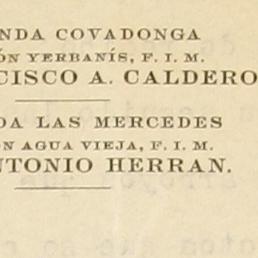 NDA COVADONGA
ÓN YERBANÍS, F. I. M.
CISCO A. CALDERO
DA LAS MERCEDES
N AGUA VIEJA, F. I. M.
NTONIO HERRAN.